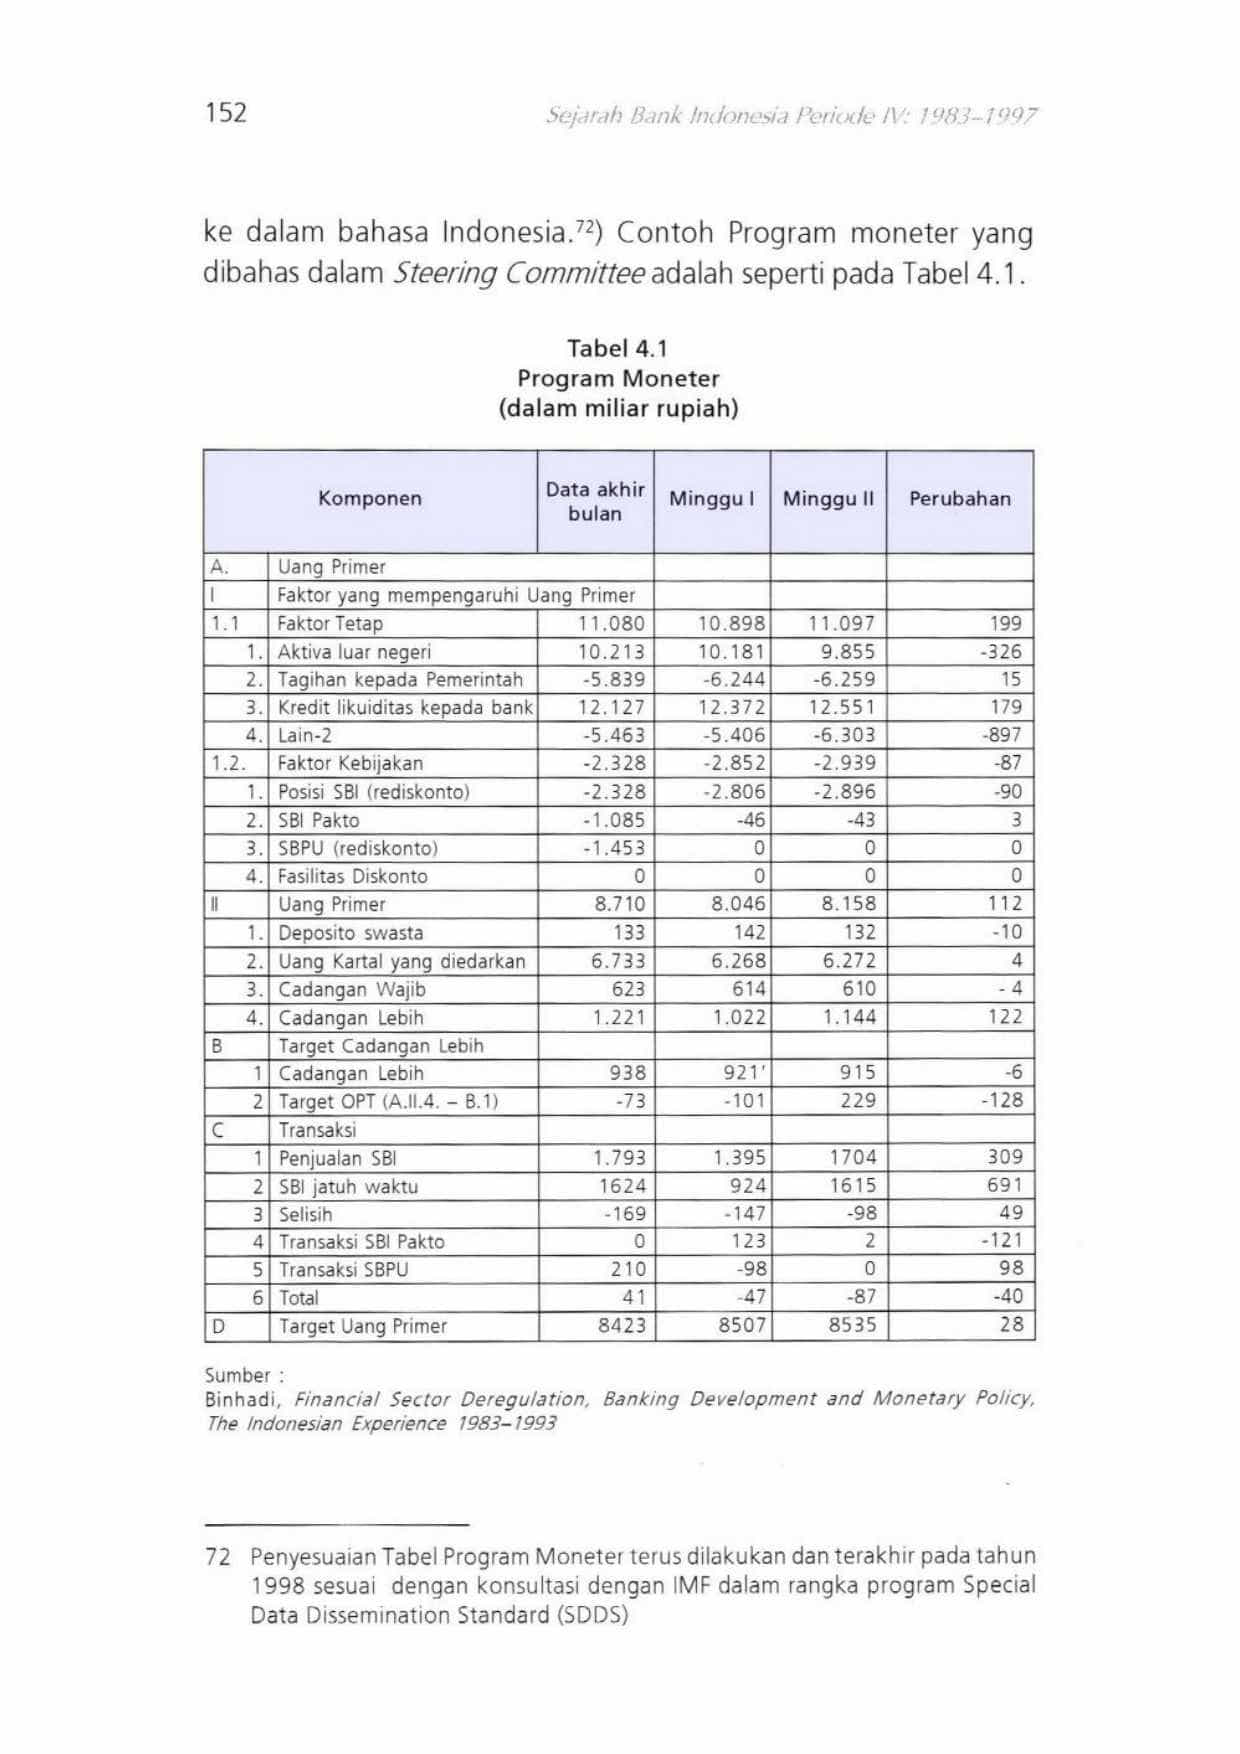 152
Sejarah Bank Indonesia Periode IV: 1983–1997
ke dalam bahasa Indonesia.72) Contoh Program moneter yang
dibahas dalam Steering Committee adalah seperti pada Tabel 4.1.
Tabel 4.1
Program Moneter
(dalam miliar rupiah)
Komponen Data akhir bulan Minggu I Minggu II Perubahan
A. Uang Primer
I Faktor yang mempengaruhi Uang Primer
1.1 Faktor Tetap 11.080 10.898 11.097 199
1. Aktiva luar negeri 10.213 10.181 9.855 -326
2. Tagihan kepada Pemerintah -5.839 -6.244 -6.259 15
3. Kredit likuiditas kepada bank 12.127 12.372 12.551 179
4. Lain-2 -5.463 -5.406 -6.303 -897
1.2. Faktor Kebijakan -2.328 -2.852 -2.939 -87
1. Posisi SBI (rediskonto) -2.328 -2.806 -2.896 -90
2. SBI Pakto -1.085 -46 -43 3
3. SBPU (rediskonto) -1.453 0 0 0
4. Fasilitas Diskonto 0 0 0 0
II Uang Primer 8.710 8.046 8.158 112
1. Deposito swasta 133 142 132 -10
2. Uang Kartal yang diedarkan 6.733 6.268 6.272 4
3. Cadangan Wajib 623 614 610 - 4
4. Cadangan Lebih 1.221 1.022 1.144 122
B Target Cadangan Lebih
1 Cadangan Lebih 938 921' 915 -6
2 Target OPT (A.II.4. – B.1) -73 -101 229 -128
C Transaksi
1 Penjualan SBI 1.793 1.395 1704 309
2 SBI jatuh waktu 1624 924 1615 691
3 Selisih -169 -147 -98 49
4 Transaksi SBI Pakto 0 123 2 -121
5 Transaksi SBPU 210 -98 0 98
6 Total 41 -47 -87 -40
D Target Uang Primer 8423 8507 8535 28
Sumber :
Binhadi, Financial Sector Deregulation, Banking Development and Monetary Policy,
The Indonesian Experience 1983–1993
72 Penyesuaian Tabel Program Moneter terus dilakukan dan terakhir pada tahun
1998 sesuai dengan konsultasi dengan IMF dalam rangka program Special
Data Dissemination Standard (SDDS)